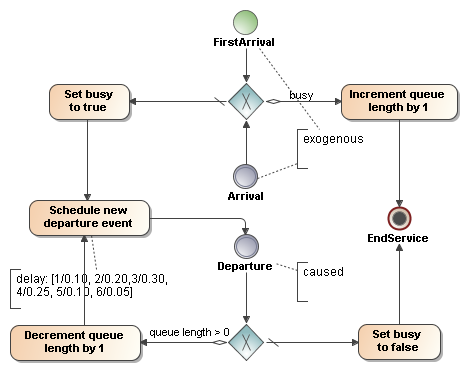 FirstArrival
Set busy
to true
X
busy
Increment queue
length by 1
exogenous
Arrival
Schedule new
departure event
EndService
Departure
caused
delay: [1/0.10, 2/0.20,3/0.30,
4/0.25, 5/0.10, 6/0.05]
Decrement queue
length by 1
queue length > 0
X
Set busy
to false